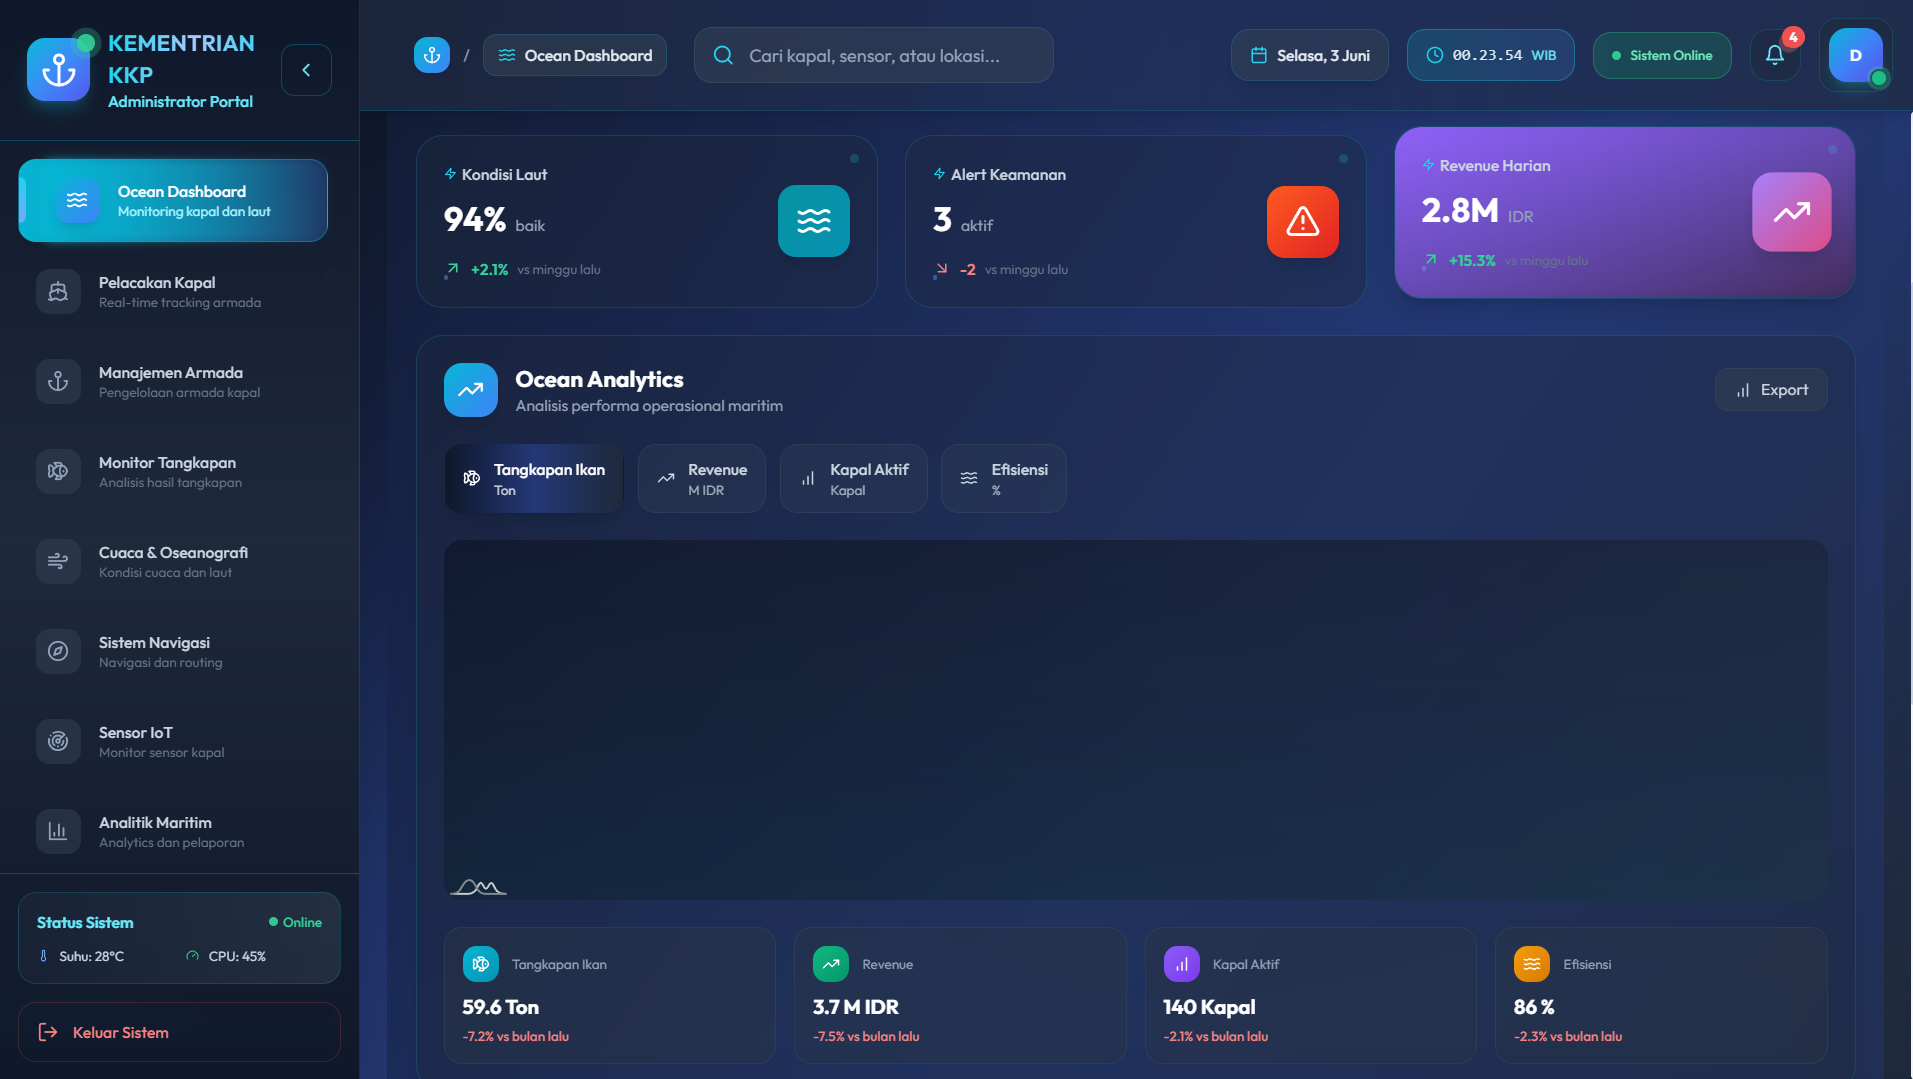 KEMENTRIAN
KKP
Administrator Portal
/
Ocean Dashboard
Cari kapal, sensor, atau lokasi...
Selasa, 3 Juni
00.23.54 WIB
Sistem Online
4
D
Ocean Dashboard
Monitoring kapal dan laut
Pelacakan Kapal
Real-time tracking armada
Manajemen Armada
Pengelolaan armada kapal
Monitor Tangkapan
Analisis hasil tangkapan
Cuaca & Oseanografi
Kondisi cuaca dan laut
Sistem Navigasi
Navigasi dan routing
Sensor IoT
Monitor sensor kapal
Analitik Maritim
Analytics dan pelaporan
Status Sistem
Online
Suhu: 28°C
CPU: 45%
Keluar Sistem
Kondisi Laut
94% baik
+2.1% vs minggu lalu
Alert Keamanan
3 aktif
-2 vs minggu lalu
Revenue Harian
2.8M IDR
+15.3% vs minggu lalu
Ocean Analytics
Analisis performa operasional maritim
Export
Tangkapan Ikan
Ton
Revenue
M IDR
Kapal Aktif
Kapal
Efisiensi
%
Tangkapan Ikan
59.6 Ton
-7.2% vs bulan lalu
Revenue
3.7 M IDR
-7.5% vs bulan lalu
Kapal Aktif
140 Kapal
-2.1% vs bulan lalu
Efisiensi
86 %
-2.3% vs bulan lalu